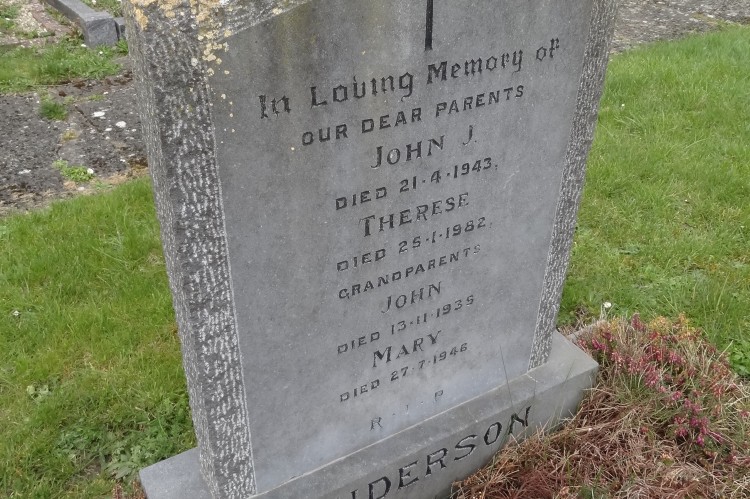 In Loving Memory of
OUR DEAR PARENTS
JOHN J.
DIED 21·4·1943,
THERESE
DIED 25·1·1982.
GRANDPARENTS
JOHN
DIED 13·11·1935
MARY
DIED 27·7·1946
R.I.P
NDERSON